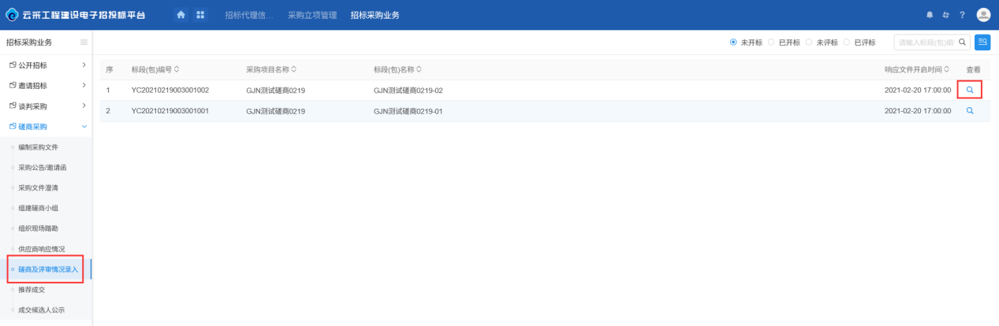 云采工程建设电子招投标平台 招标代理信... 采购立项管理 招标采购业务 ?
招标采购业务 未开标 已开标 未评标 已评标 请输入标段(包)编
公开招标
邀请招标
谈判采购
磋商采购
编制采购文件
采购公告/邀请函
采购文件澄清
组建磋商小组
组织现场踏勘
供应商响应情况
磋商及评审情况录入
推荐成交
成交候选人公示
序 标段(包)编号 采购项目名称 标段(包)名称 响应文件开启时间 查看
1 YC20210219003001002 GJN测试磋商0219 GJN测试磋商0219-02 2021-02-20 17:00:00
2 YC20210219003001001 GJN测试磋商0219 GJN测试磋商0219-01 2021-02-20 17:00:00